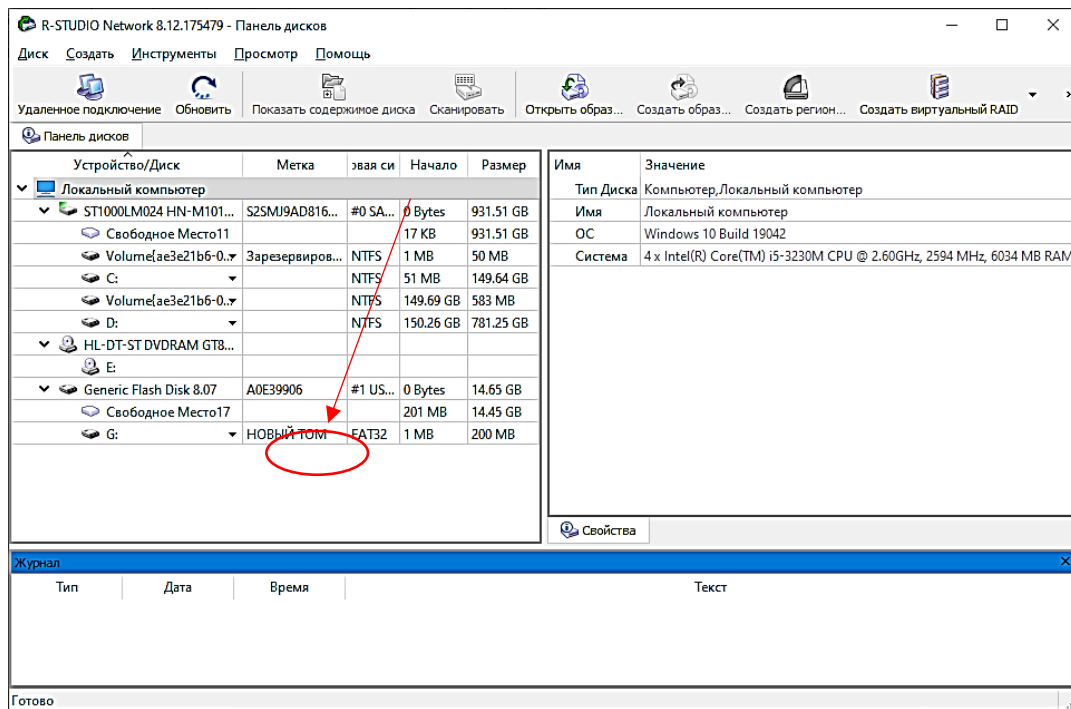 R-STUDIO Network 8.12.175479 - Панель дисков
Диск Создать Инструменты Просмотр Помощь
Удаленное подключение Обновить Показать содержимое диска Сканировать Открыть образ... Создать образ... Создать регион... Создать виртуальный RAID
Панель дисков
Устройство/Диск Метка эвая си Начало Размер
Локальный компьютер
ST1000LM024 HN-M101... S2SMJ9AD816... #0 SA... 0 Bytes 931.51 GB
Свободное Место11 17 KB 931.51 GB
Volume{ae3e21b6-0.. Зарезервиров... NTFS 1 MB 50 MB
C: NTFS 51 MB 149.64 GB
Volume{ae3e21b6-0.. NTFS 149.69 GB 583 MB
D: NTFS 150.26 GB 781.25 GB
HL-DT-ST DVDRAM GT8...
E:
Generic Flash Disk 8.07 A0E39906 #1 US... 0 Bytes 14.65 GB
Свободное Место17 201 MB 14.45 GB
G: НОВЫЙ ТОМ FAT32 1 MB 200 MB
Имя Значение
Тип Диска Компьютер,Локальный компьютер
Имя Локальный компьютер
ОС Windows 10 Build 19042
Система 4 x Intel(R) Core(TM) i5-3230M CPU @ 2.60GHz, 2594 MHz, 6034 MB RAM
Свойства
Журнал
Тип Дата Время Текст
Готово